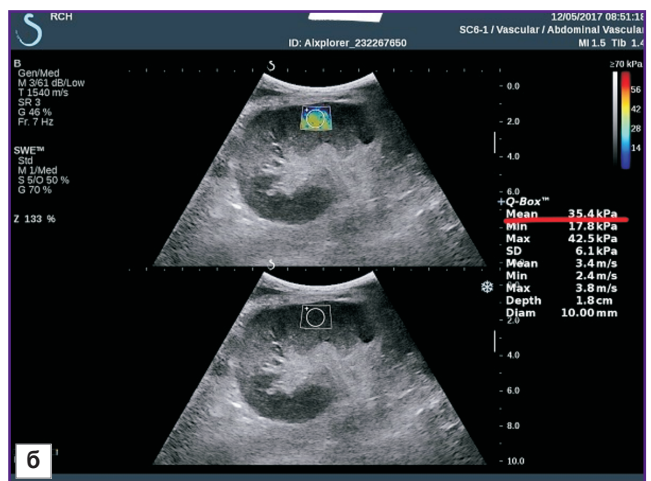 RCH
12/05/2017 08:51:18
SC6-1 / Vascular / Abdominal Vascular
ID: Aixplorer_232267650
MI 1.5 TIb 1.4
B
Gen/Med
M 3/61 dB/Low
T 1540 m/s
SR 3
G 46 %
Fr. 7 Hz
SWE™
Std
M 1/Med
S 5/O 50 %
G 70 %
Z 133 %
≥70 kPa
56
42
28
14
0.0
2.0
4.0
6.0
+Q-Box™
Mean 35.4 kPa
Min 17.8 kPa
Max 42.5 kPa
SD 6.1 kPa
Mean 3.4 m/s
Min 2.4 m/s
Max 3.8 m/s
Depth 1.8 cm
Diam 10.00 mm
2.0
4.0
6.0
8.0
10.0
б